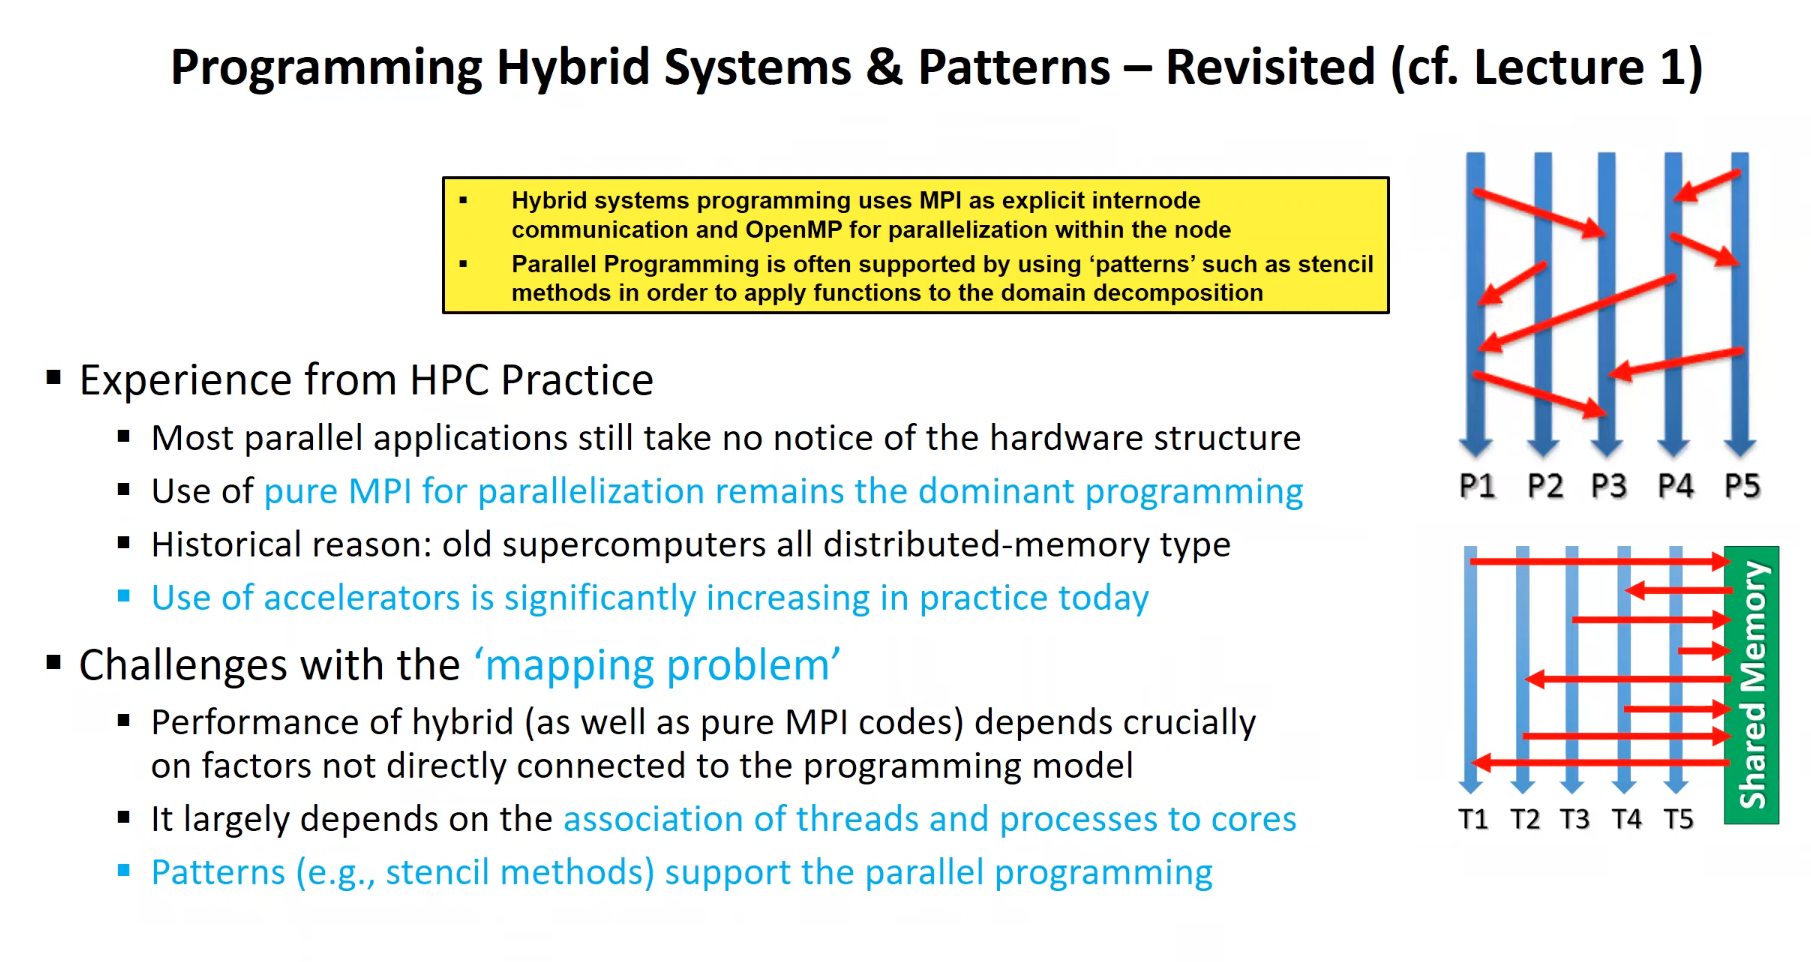 Programming Hybrid Systems & Patterns – Revisited (cf. Lecture 1)
▪ Hybrid systems programming uses MPI as explicit internode
communication and OpenMP for parallelization within the node
▪ Parallel Programming is often supported by using ‘patterns’ such as stencil
methods in order to apply functions to the domain decomposition
▪ Experience from HPC Practice
▪ Most parallel applications still take no notice of the hardware structure
▪ Use of pure MPI for parallelization remains the dominant programming
▪ Historical reason: old supercomputers all distributed-memory type
▪ Use of accelerators is significantly increasing in practice today
▪ Challenges with the ‘mapping problem’
▪ Performance of hybrid (as well as pure MPI codes) depends crucially
on factors not directly connected to the programming model
▪ It largely depends on the association of threads and processes to cores
▪ Patterns (e.g., stencil methods) support the parallel programming
P1 P2 P3 P4 P5
Shared Memory
T1 T2 T3 T4 T5